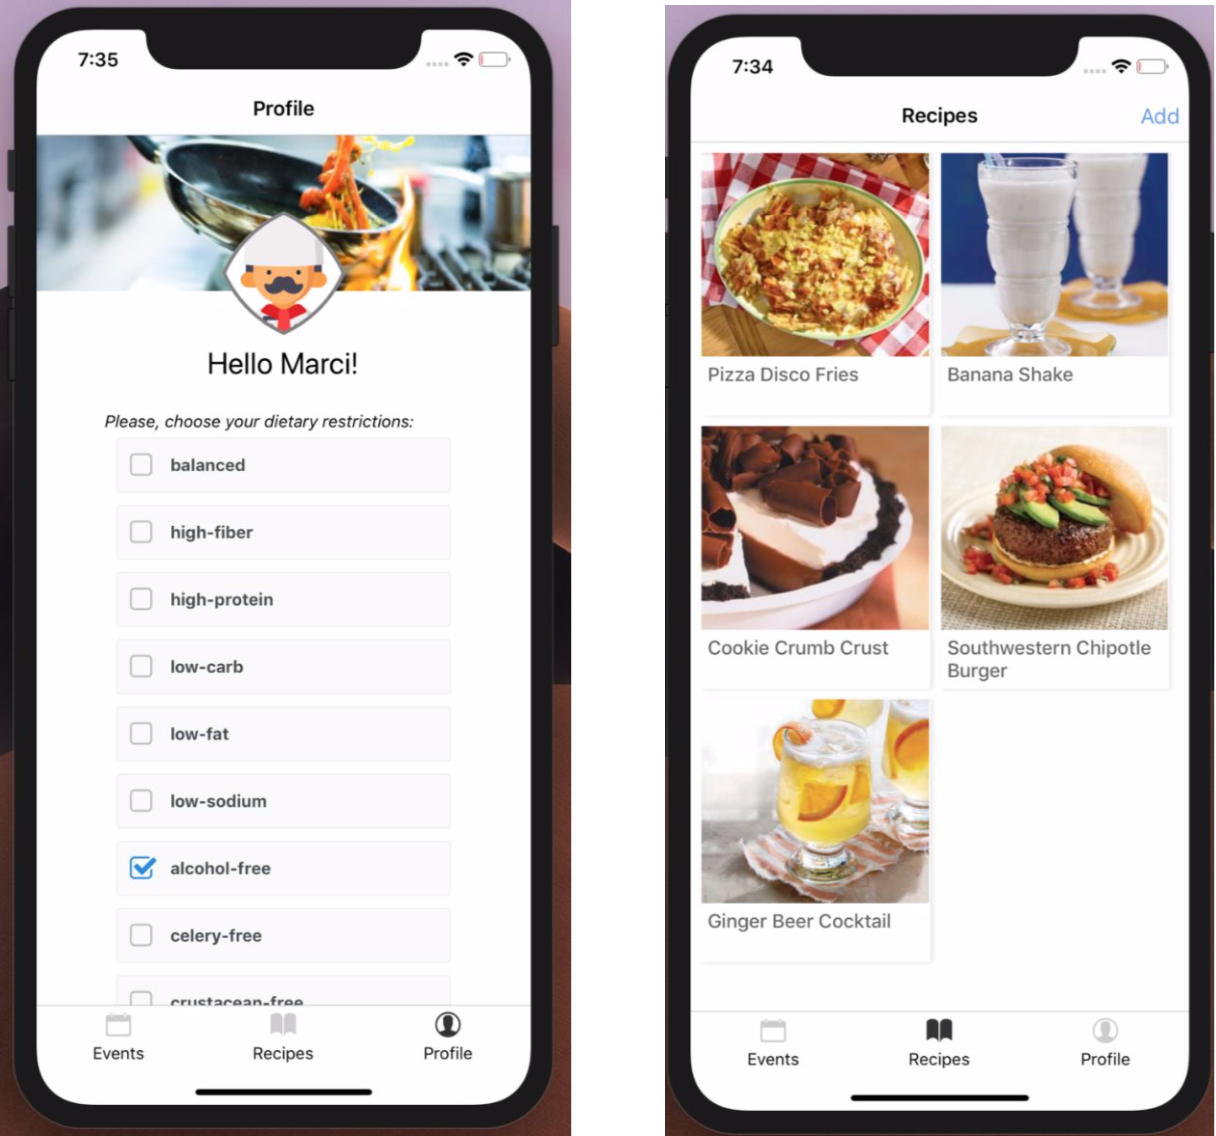 7:35
Profile
Hello Marci!
Please, choose your dietary restrictions:
balanced
high-fiber
high-protein
low-carb
low-fat
low-sodium
alcohol-free
celery-free
crustacean-free
Events
Recipes
Profile
7:34
Recipes
Add
Pizza Disco Fries
Banana Shake
Cookie Crumb Crust
Southwestern Chipotle
Burger
Ginger Beer Cocktail
Events
Recipes
Profile